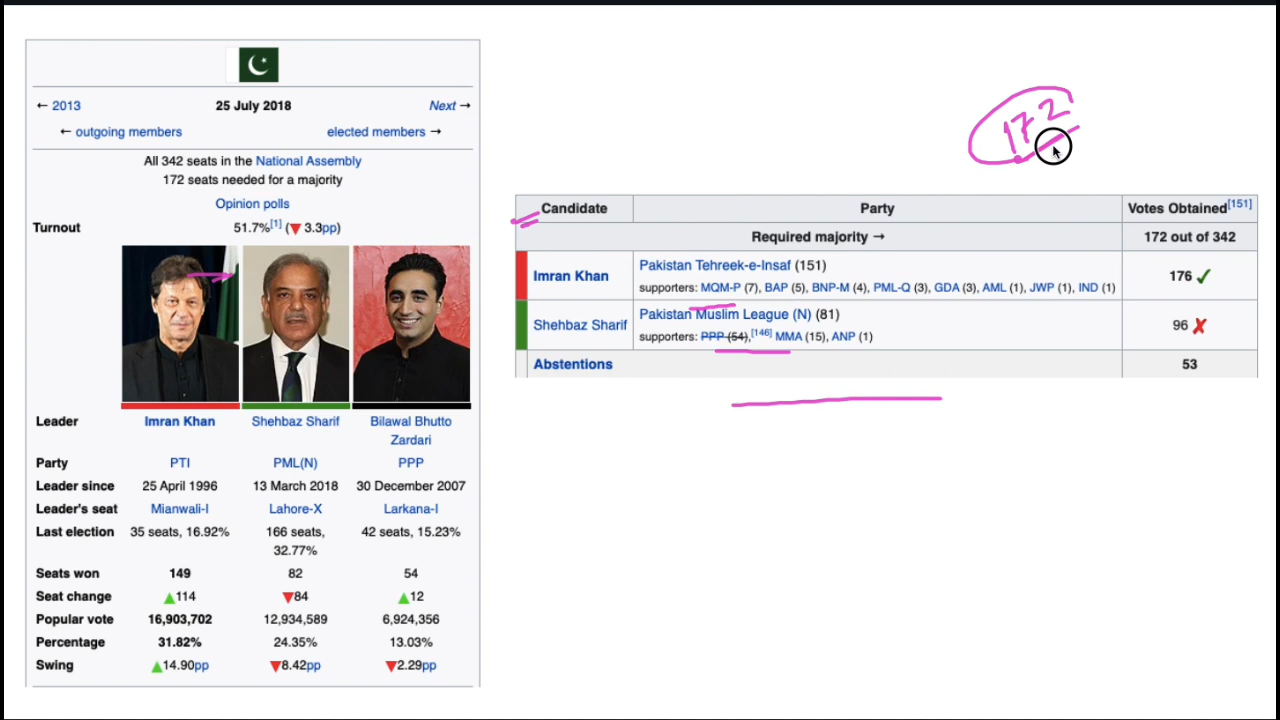 ← 2013 25 July 2018 Next →
← outgoing members elected members →
All 342 seats in the National Assembly
172 seats needed for a majority
Opinion polls
Turnout 51.7%[1] (▼ 3.3pp)
Leader Imran Khan Shehbaz Sharif Bilawal Bhutto
Zardari
Party PTI PML(N) PPP
Leader since 25 April 1996 13 March 2018 30 December 2007
Leader's seat Mianwali-I Lahore-X Larkana-I
Last election 35 seats, 16.92% 166 seats, 42 seats, 15.23%
32.77%
Seats won 149 82 54
Seat change ▲114 ▼84 ▲12
Popular vote 16,903,702 12,934,589 6,924,356
Percentage 31.82% 24.35% 13.03%
Swing ▲14.90pp ▼8.42pp ▼2.29pp
172
Candidate Party Votes Obtained[151]
Required majority → 172 out of 342
Imran Khan Pakistan Tehreek-e-Insaf (151) 176 ✓
supporters: MQM-P (7), BAP (5), BNP-M (4), PML-Q (3), GDA (3), AML (1), JWP (1), IND (1)
Shehbaz Sharif Pakistan Muslim League (N) (81) 96 ✗
supporters: PPP (54),[146] MMA (15), ANP (1)
Abstentions 53